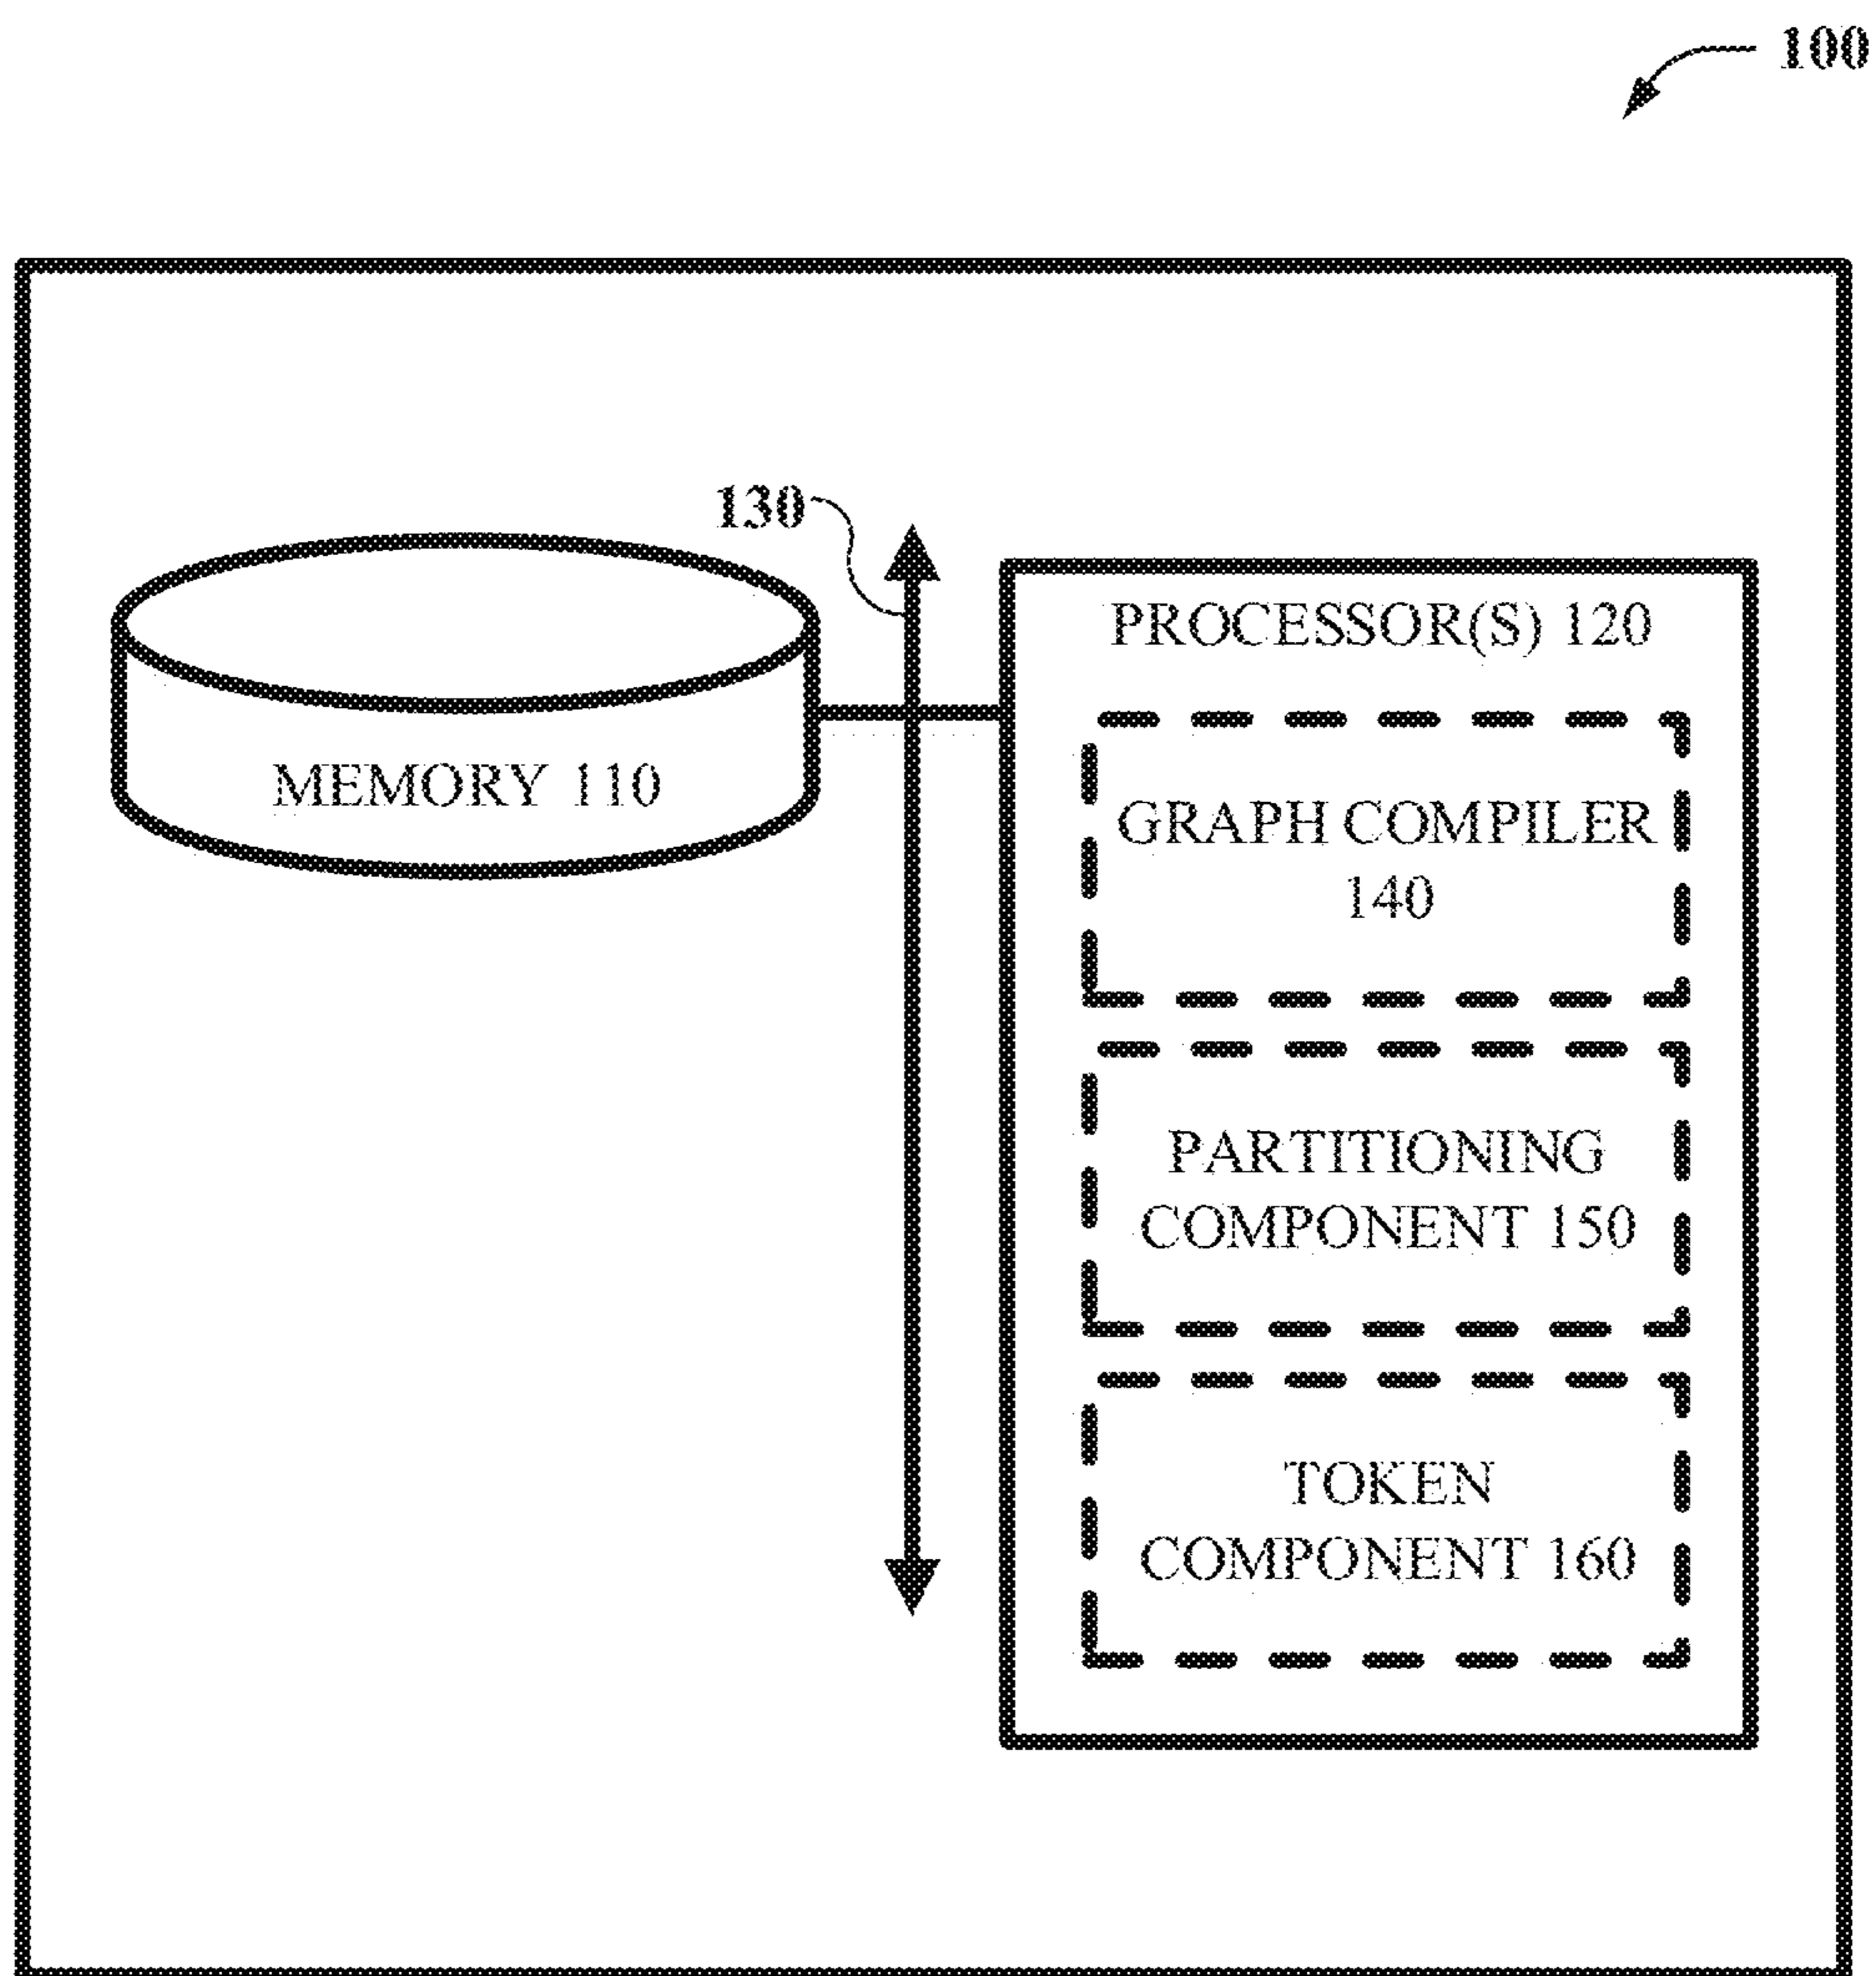 100
130
PROCESSOR(S) 120
MEMORY 110
GRAPH COMPILER
140
PARTITIONING
COMPONENT 150
TOKEN
COMPONENT 160